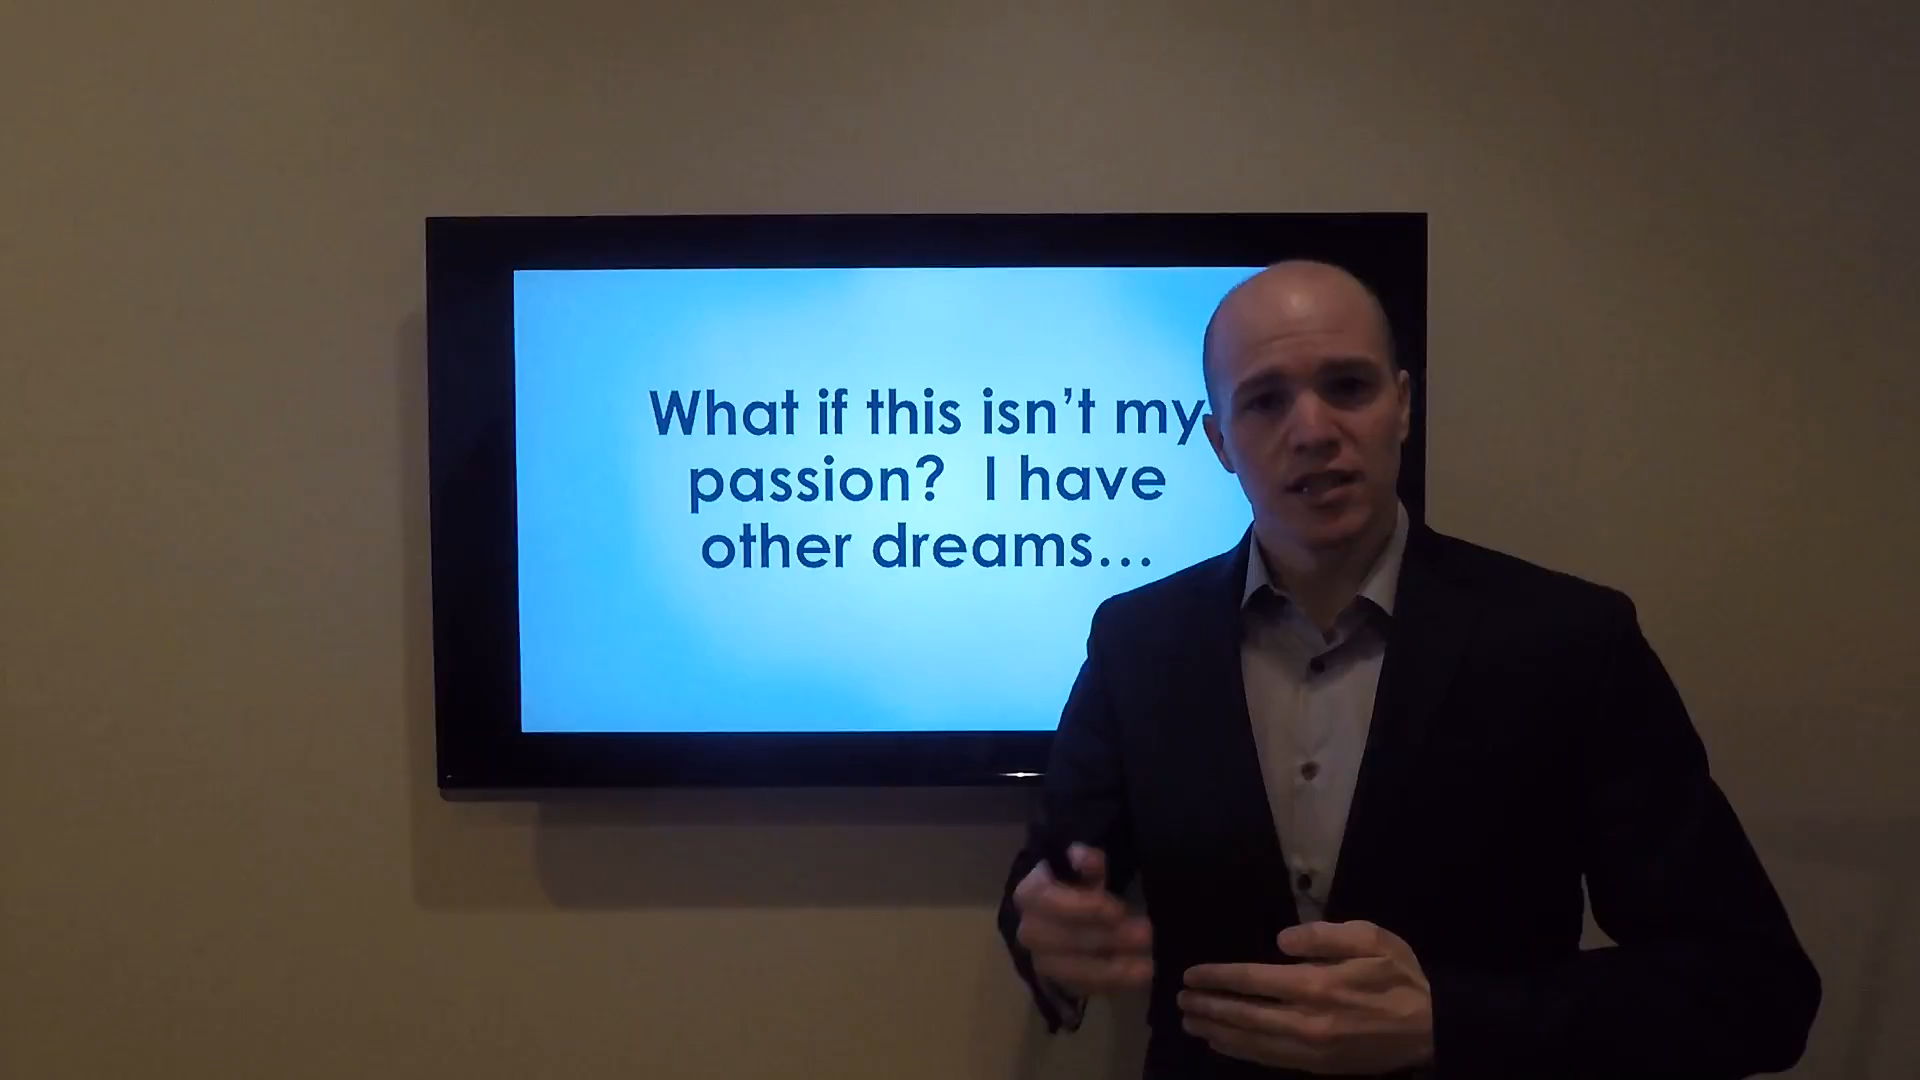 What if this isn’t my
passion?  I have
other dreams…